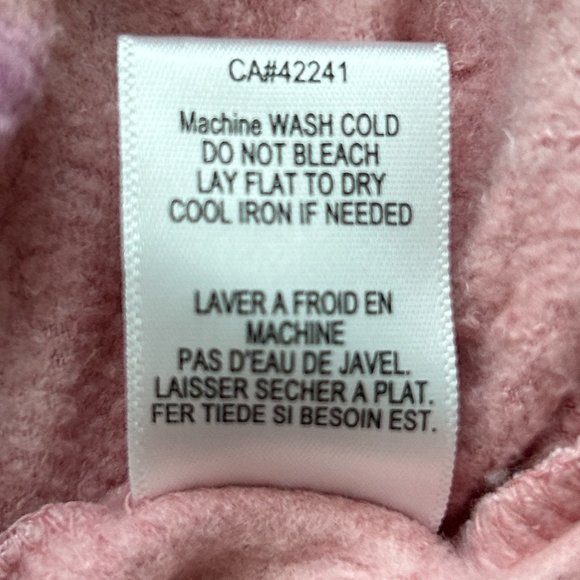 CA#42241
Machine WASH COLD
DO NOT BLEACH
LAY FLAT TO DRY
COOL IRON IF NEEDED
LAVER A FROID EN
MACHINE
PAS D'EAU DE JAVEL.
LAISSER SECHER A PLAT.
FER TIEDE SI BESOIN EST.